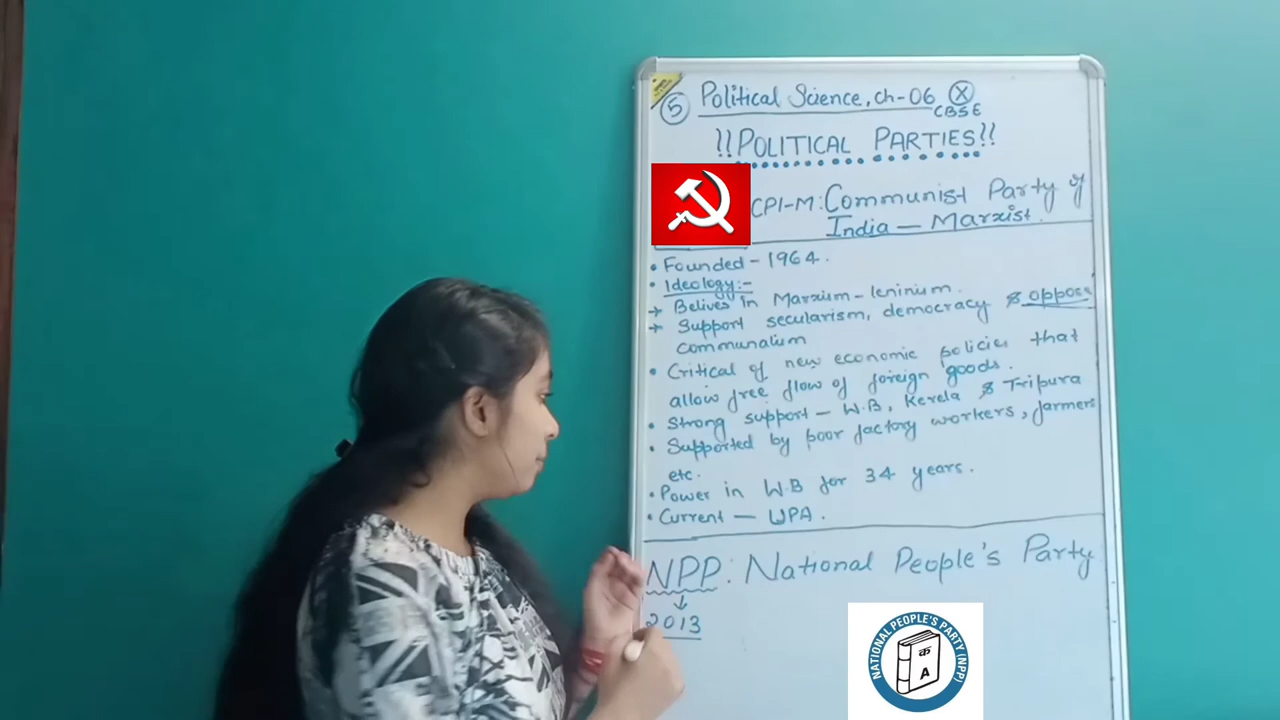 5 Political Science, ch-06 X
CBSE
!!POLITICAL PARTIES!!
CPI-M: Communist Party of
India — Marxist.
• Founded - 1964.
• Ideology:-
→ Belives in Marxism - leninium.
→ Support secularism, democracy & oppose
communalium
• Critical of new economic policies that
allow free flow of foreign goods.
• Strong support - W.B, Kerela & Tripura
• Supported by poor factory workers, farmers
etc.
• Power in W.B for 34 years.
• Current — UPA.
NPP: National People's Party
↓
2013
NATIONAL PEOPLE'S PARTY (NPP)
क
A